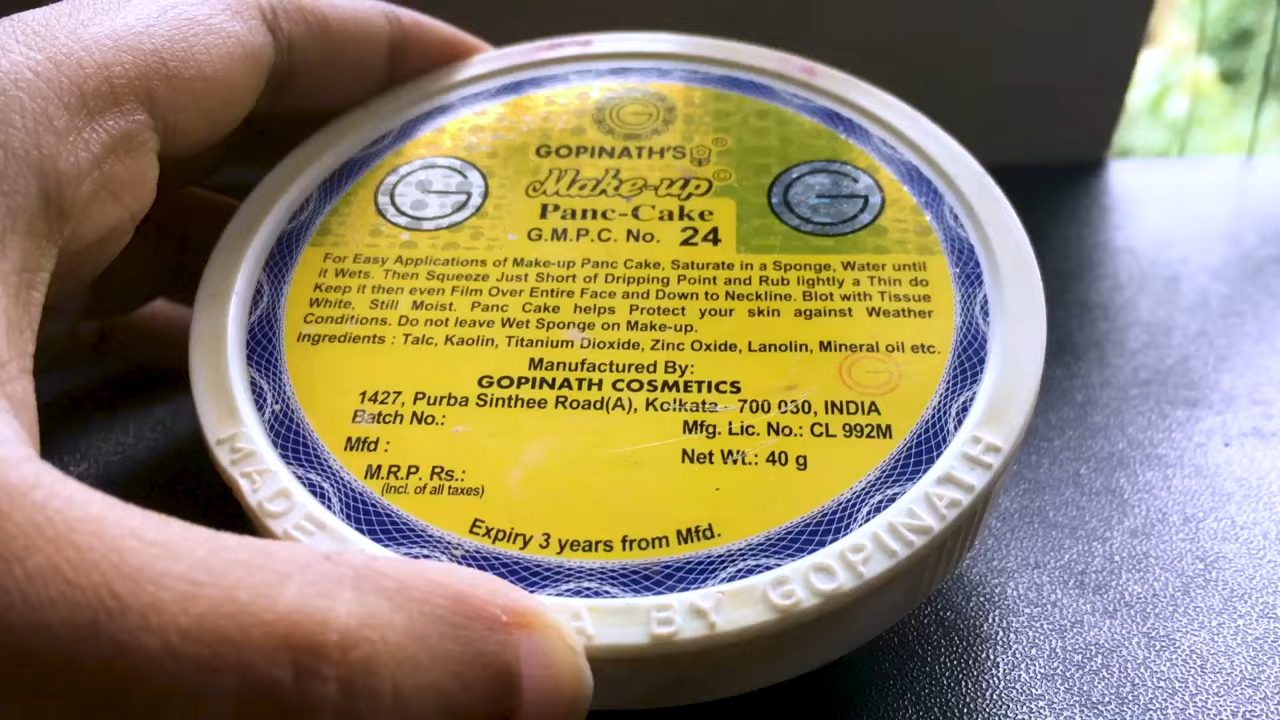 G
GOPINATH'S ®
Make-up ©
Panc-Cake
G.M.P.C. No. 24
G
G
For Easy Applications of Make-up Panc Cake, Saturate in a Sponge, Water until
it Wets. Then Squeeze Just Short of Dripping Point and Rub lightly a Thin do
Keep it then even Film Over Entire Face and Down to Neckline. Blot with Tissue
White, Still Moist. Panc Cake helps Protect your skin against Weather
Conditions. Do not leave Wet Sponge on Make-up.
Ingredients : Talc, Kaolin, Titanium Dioxide, Zinc Oxide, Lanolin, Mineral oil etc.
G
Manufactured By:
GOPINATH COSMETICS
1427, Purba Sinthee Road(A), Kolkata - 700 030, INDIA
Batch No.:
Mfg. Lic. No.: CL 992M
Mfd :
Net Wt.: 40 g
M.R.P. Rs.:
(Incl. of all taxes)
Expiry 3 years from Mfd.
MADE A BY GOPINATH